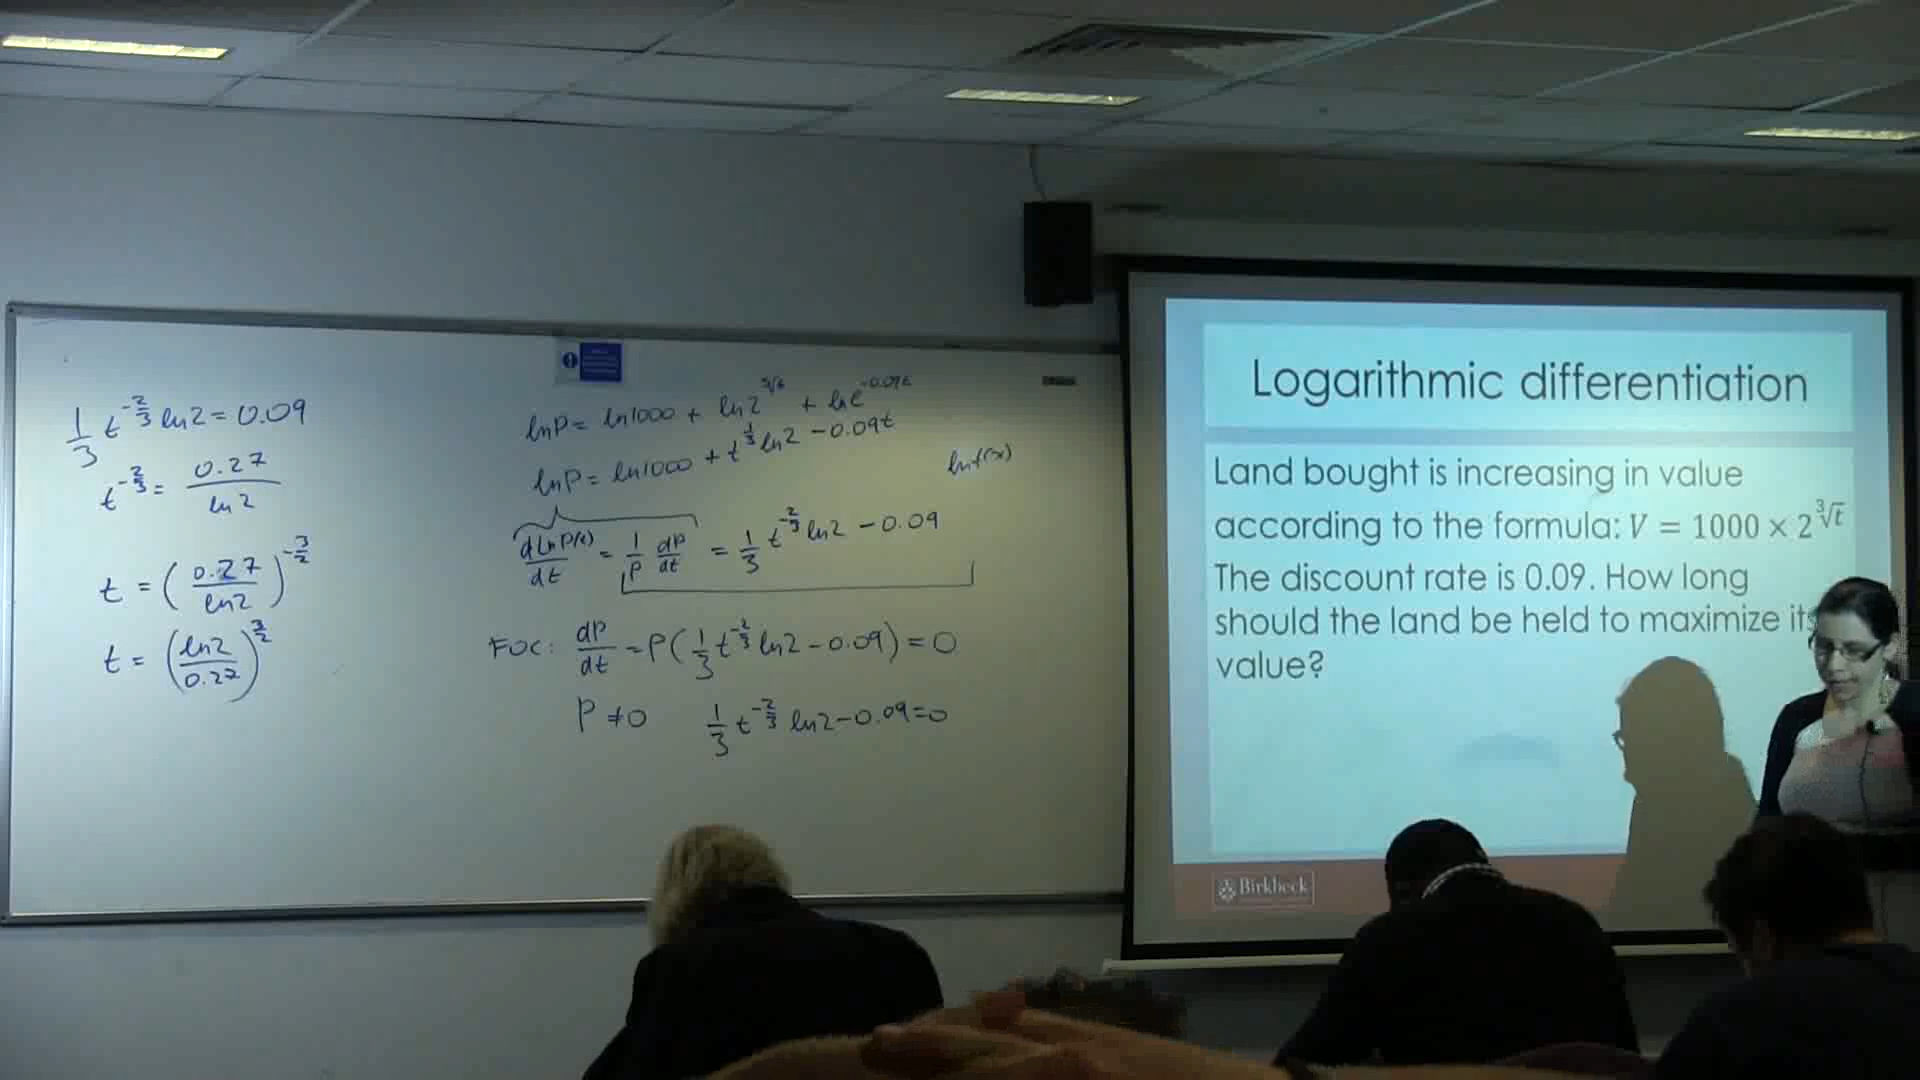 1/3 t^(-2/3) ln2 = 0.09
t^(-2/3) = 0.27/ln2
t = (0.27/ln2)^(-3/2)
t = (ln2/0.27)^(3/2)
lnP = ln1000 + ln2^(3√t) + ln e^(-0.09t)
lnP = ln1000 + t^(1/3) ln2 - 0.09t
ln f(x)
dlnP(t)/dt = 1/P dP/dt = 1/3 t^(-2/3) ln2 - 0.09
FOC: dP/dt = P(1/3 t^(-2/3) ln2 - 0.09) = 0
P ≠ 0 1/3 t^(-2/3) ln2 - 0.09 = 0
Logarithmic differentiation
Land bought is increasing in value
according to the formula: V = 1000 × 2^∛t
The discount rate is 0.09. How long
should the land be held to maximize its
value?
Birkbeck